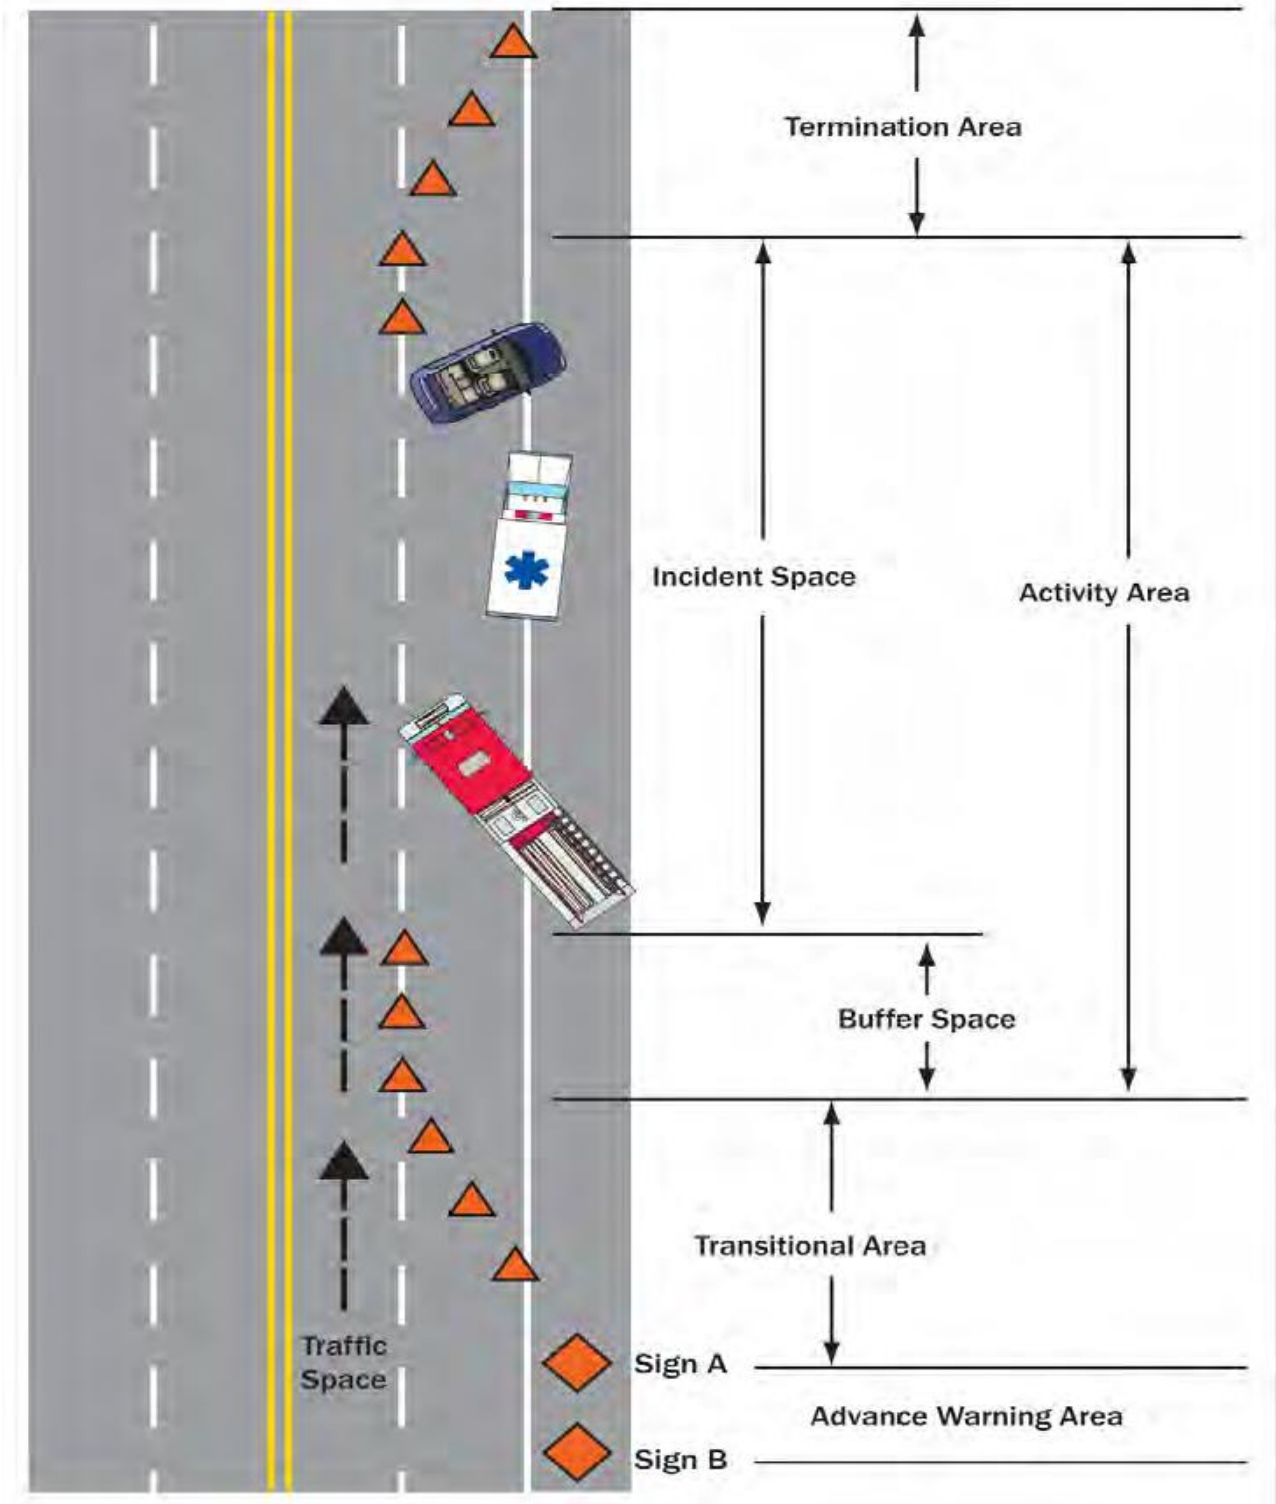 Termination Area
Incident Space
Activity Area
Buffer Space
Transitional Area
Traffic
Space
Sign A
Advance Warning Area
Sign B